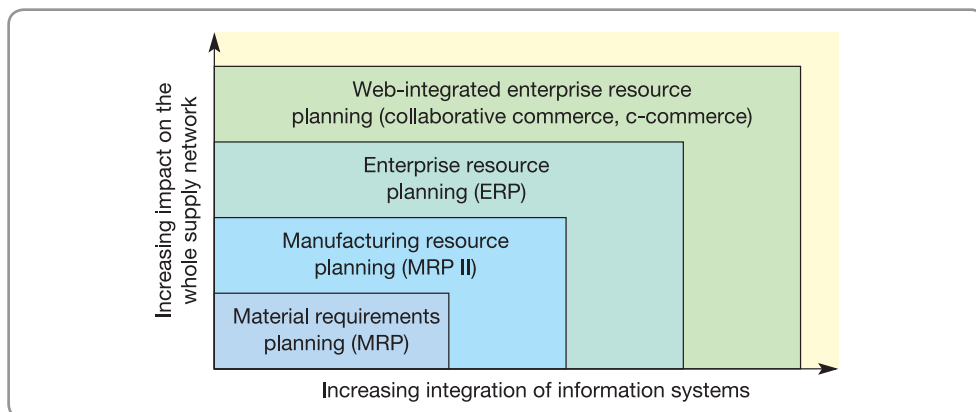 Increasing impact on the
whole supply network
Web-integrated enterprise resource
planning (collaborative commerce, c-commerce)
Enterprise resource
planning (ERP)
Manufacturing resource
planning (MRP II)
Material requirements
planning (MRP)
Increasing integration of information systems